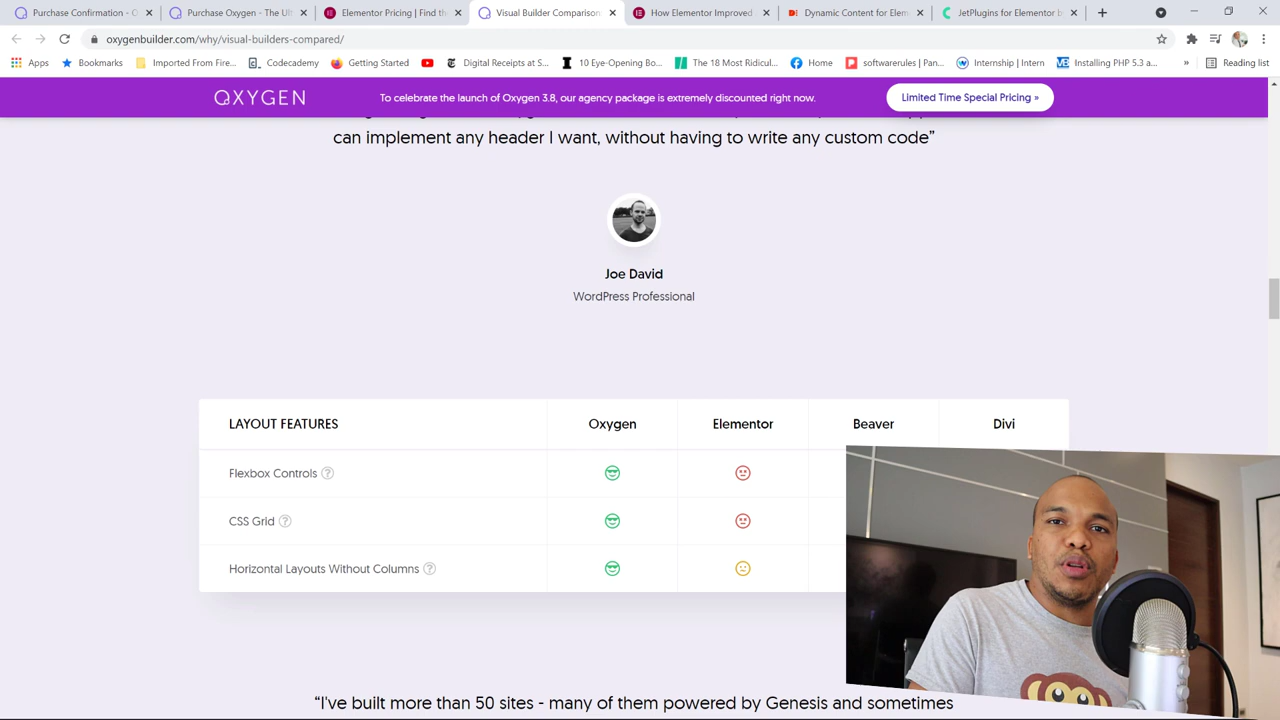 Purchase Confirmation - O
Purchase Oxygen - The Ul
Elementor Pricing | Find th
Visual Builder Comparison
How Elementor Improved
Dynamic Content for Elem
JetPlugins for Elementor b
oxygenbuilder.com/why/visual-builders-compared/
Apps
Bookmarks
Imported From Fire...
Codecademy
Getting Started
Digital Receipts at S...
10 Eye-Opening Bo...
The 18 Most Ridicul...
Home
softwarerules | Pan...
Internship | Intern
Installing PHP 5.3 a...
»
Reading list
OXYGEN
To celebrate the launch of Oxygen 3.8, our agency package is extremely discounted right now.
Limited Time Special Pricing »
can implement any header I want, without having to write any custom code”
Joe David
WordPress Professional
LAYOUT FEATURES Oxygen Elementor Beaver Divi
Flexbox Controls ?
CSS Grid ?
Horizontal Layouts Without Columns ?
“I've built more than 50 sites - many of them powered by Genesis and sometimes